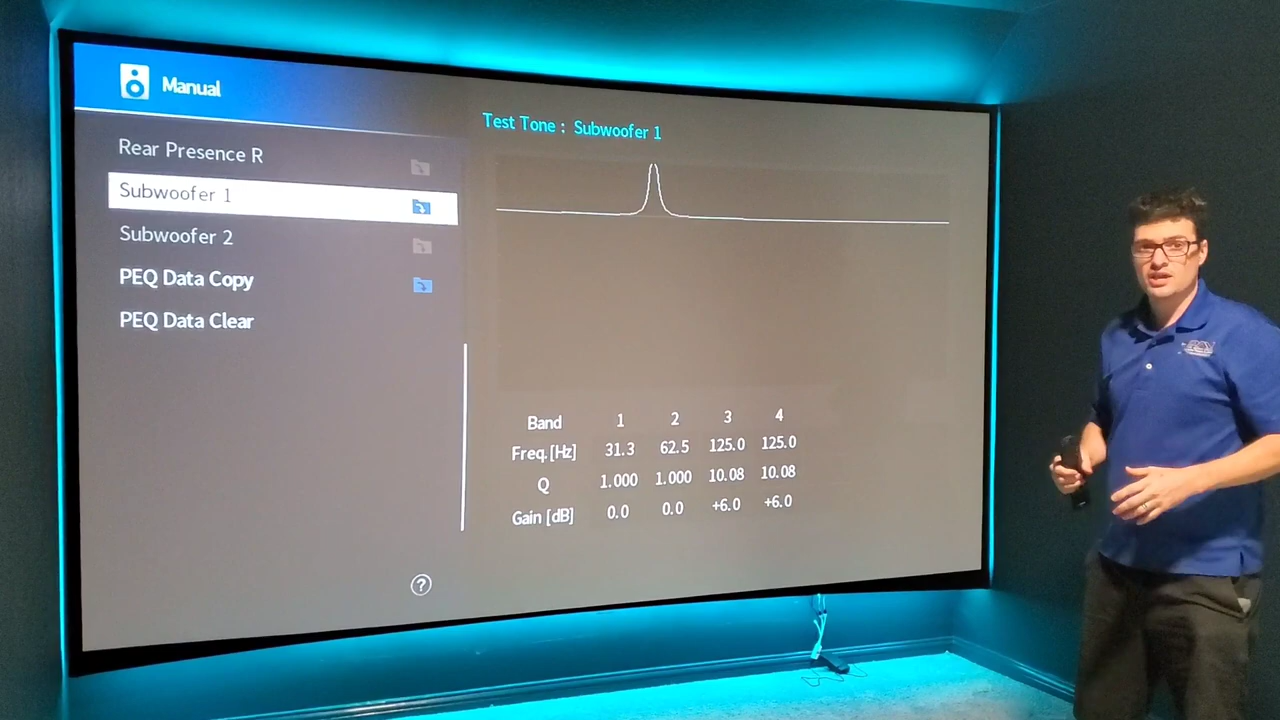 Manual
Rear Presence R
Subwoofer 1
Subwoofer 2
PEQ Data Copy
PEQ Data Clear
?
Test Tone : Subwoofer 1
Band 1 2 3 4
Freq.[Hz] 31.3 62.5 125.0 125.0
Q 1.000 1.000 10.08 10.08
Gain [dB] 0.0 0.0 +6.0 +6.0